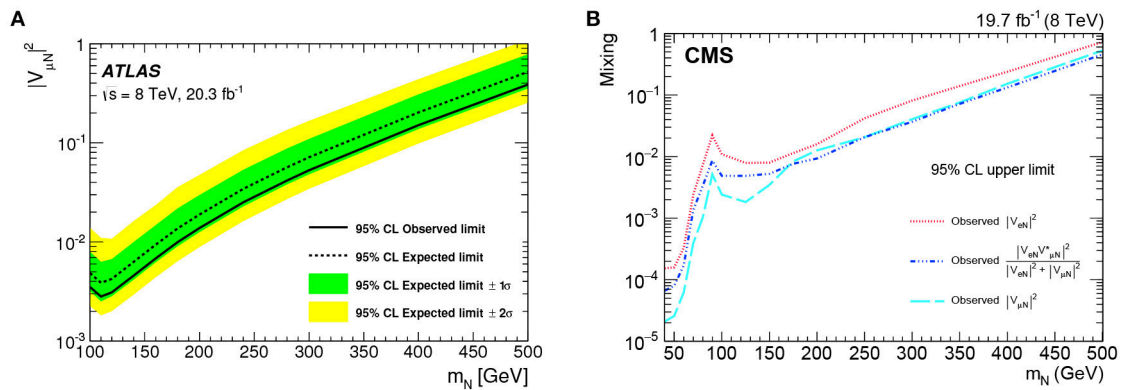 A
|V_μN|²
1
10⁻¹
10⁻²
10⁻³
ATLAS
√s = 8 TeV, 20.3 fb⁻¹
95% CL Observed limit
95% CL Expected limit
95% CL Expected limit ± 1σ
95% CL Expected limit ± 2σ
100 150 200 250 300 350 400 450 500
m_N [GeV]
B
19.7 fb⁻¹ (8 TeV)
Mixing
1
10⁻¹
10⁻²
10⁻³
10⁻⁴
10⁻⁵
CMS
95% CL upper limit
Observed |V_eN|²
Observed |V_eN V*_μN|² / |V_eN|² + |V_μN|²
Observed |V_μN|²
50 100 150 200 250 300 350 400 450 500
m_N (GeV)